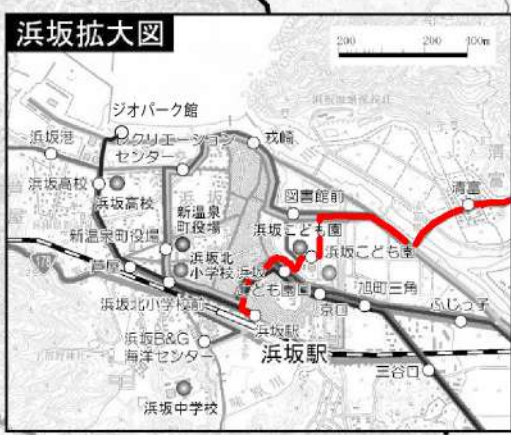 浜坂拡大図
200 200 400m
ジオパーク館
浜坂港
レクリエーション
センター
戎崎
浜坂高校
浜坂高校
図書館前
清富
清富
新温泉
町役場
浜坂こども園
新温泉町役場
浜坂こども園
芦屋
浜坂北
小学校
浜坂
こども園口
旭町三角
178
浜坂北小学校前
京口
ふじっ子
浜坂駅
浜坂B&G
海洋センター
浜坂駅
三谷口
味原川
浜坂中学校